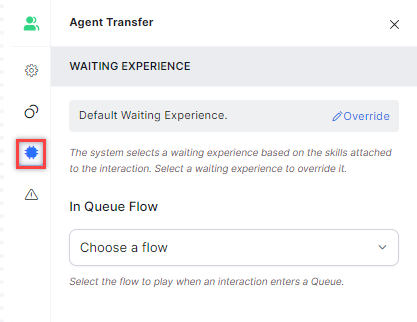 Agent Transfer
WAITING EXPERIENCE
Default Waiting Experience.
Override
The system selects a waiting experience based on the skills attached
to the interaction. Select a waiting experience to override it.
In Queue Flow
Choose a flow
Select the flow to play when an interaction enters a Queue.